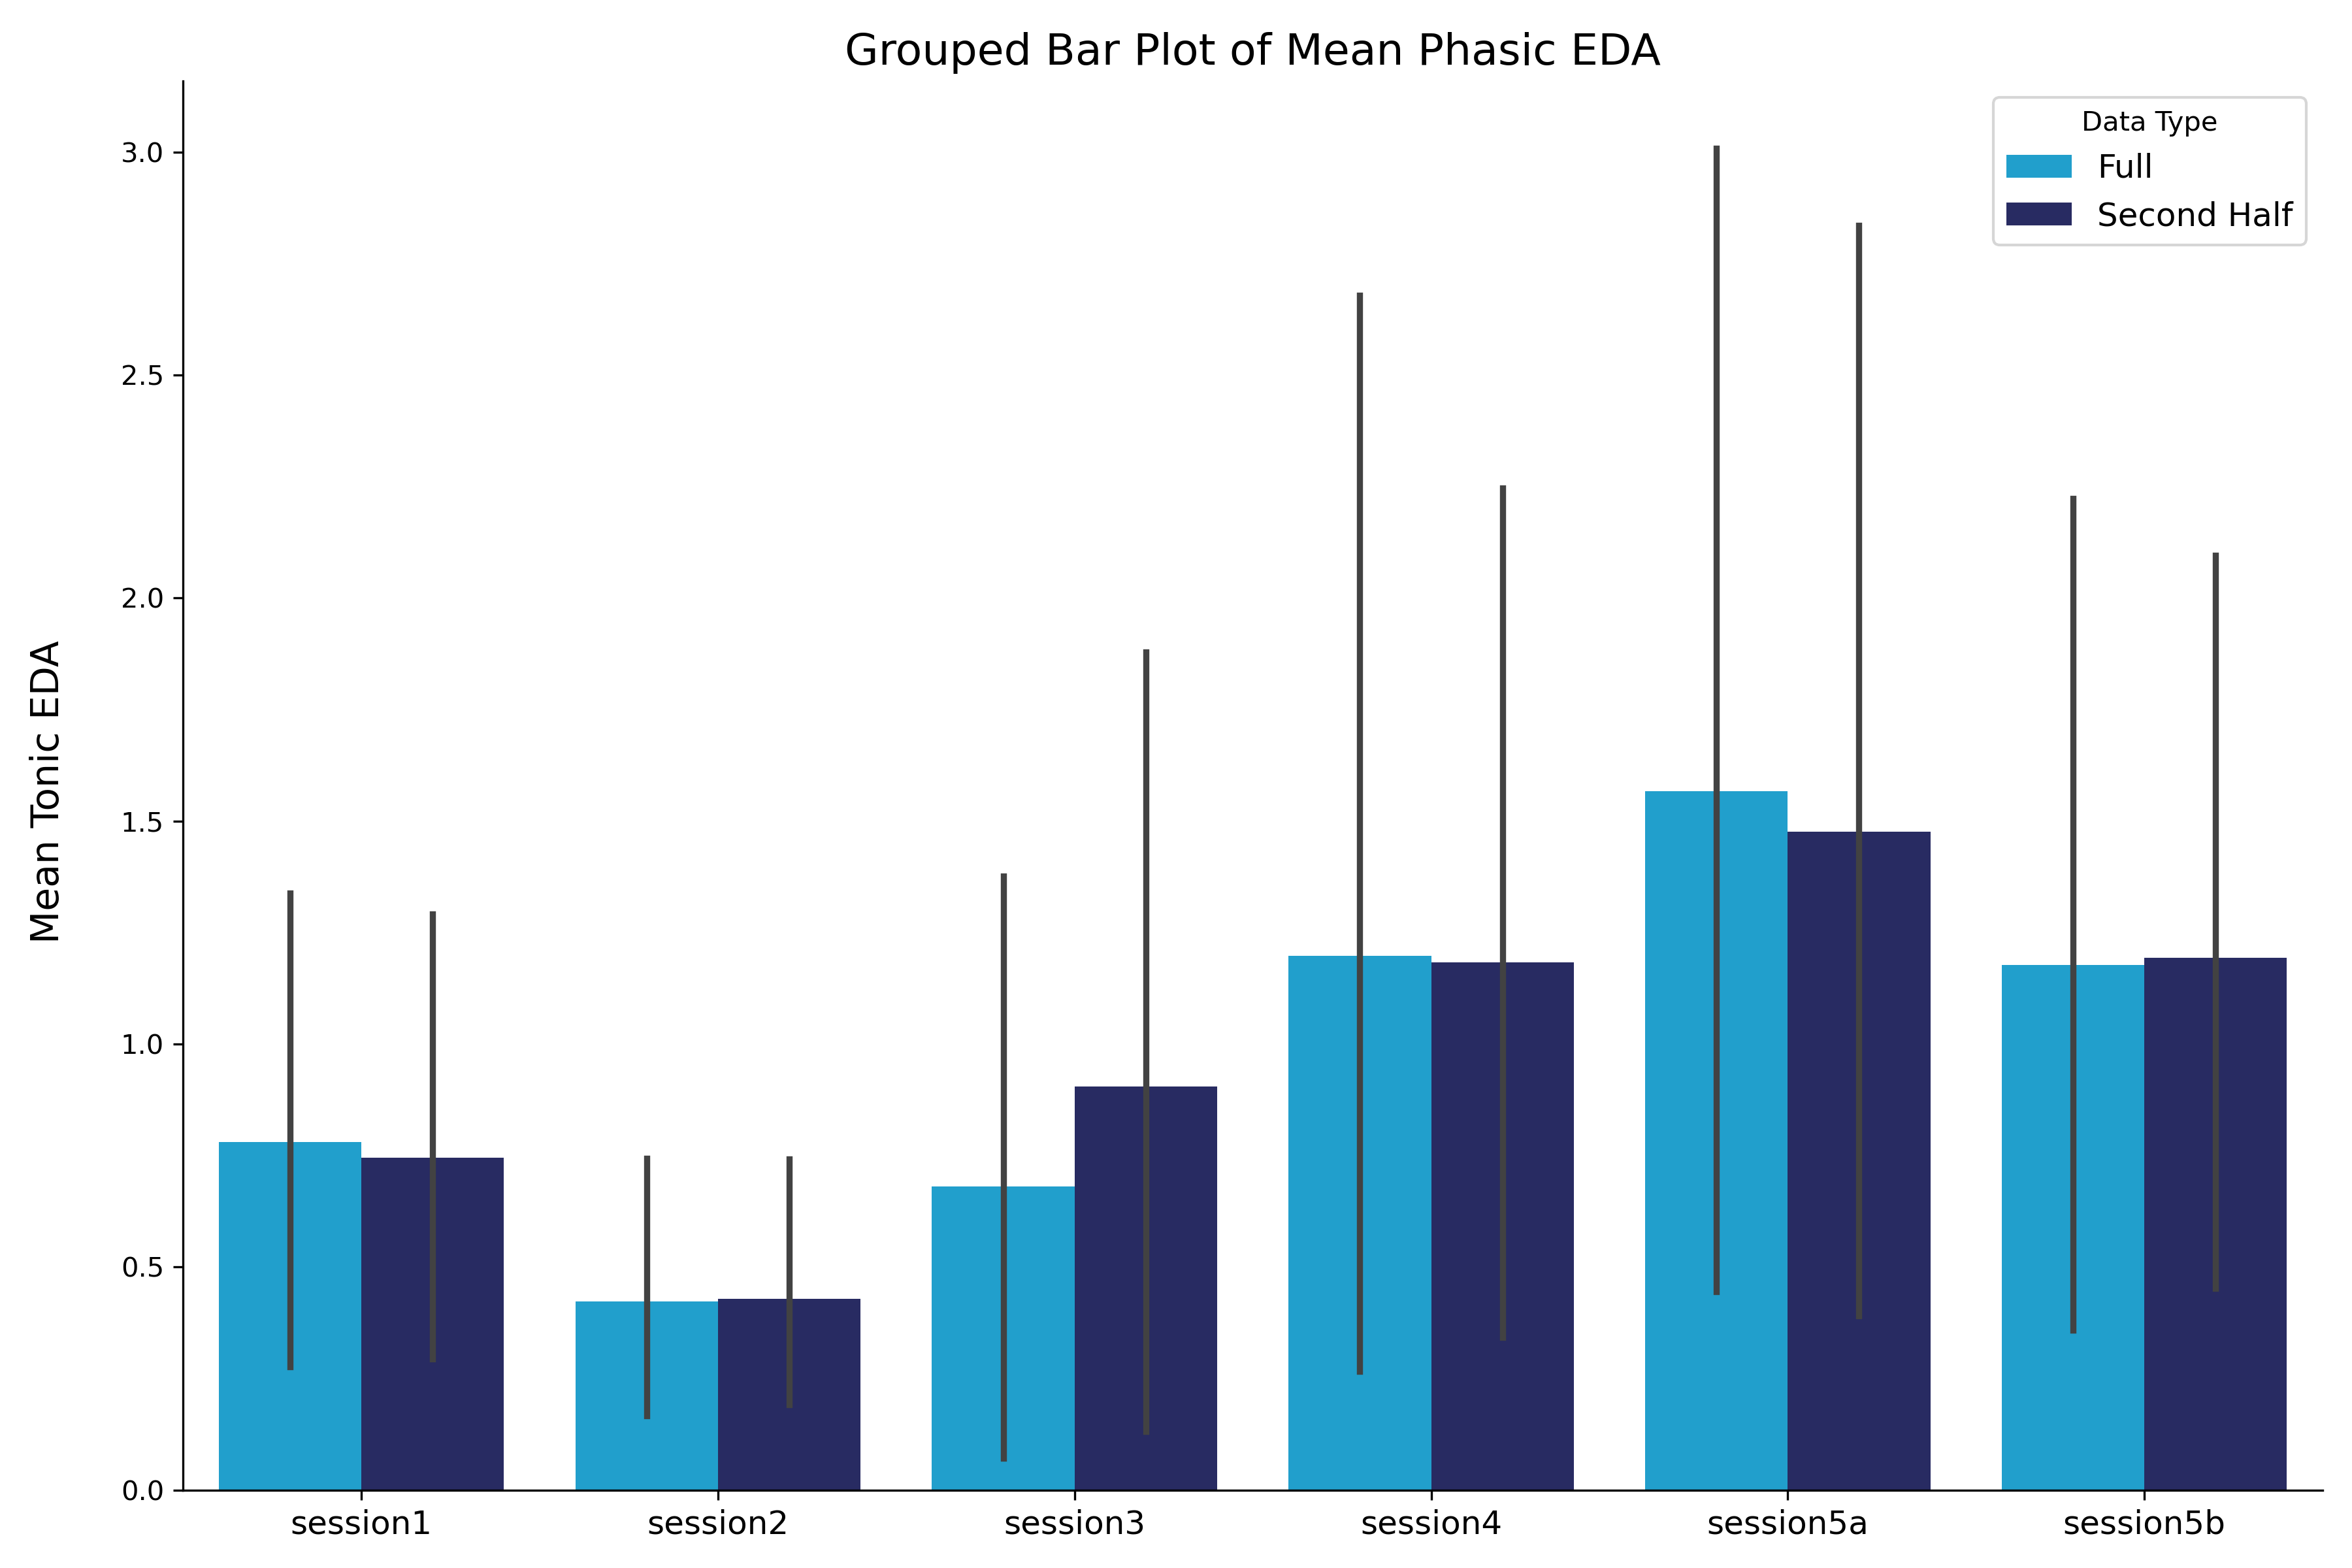 Grouped Bar Plot of Mean Phasic EDA
Data Type
Full
Second Half
Mean Tonic EDA
3.0
2.5
2.0
1.5
1.0
0.5
0.0
session1 session2 session3 session4 session5a session5b